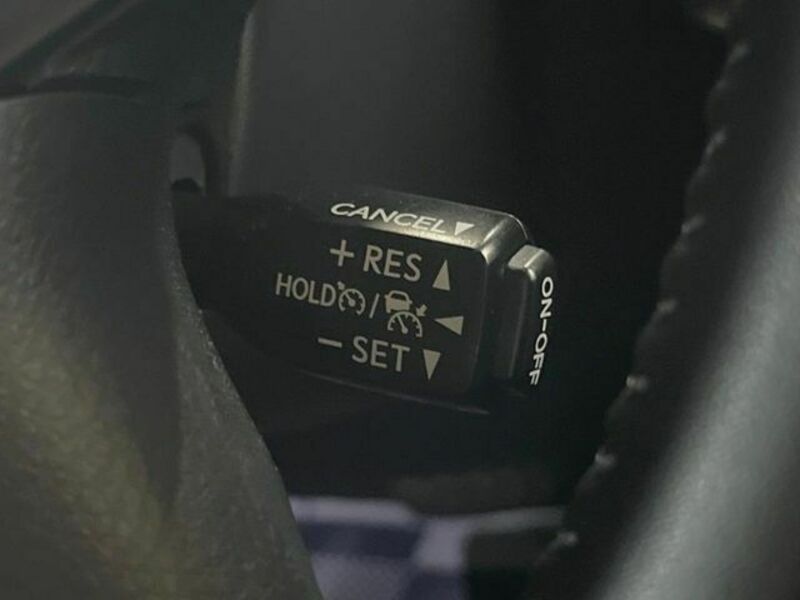 CANCEL▼
+ RES ▲
HOLD / ◀
- SET ▼
ON-OFF